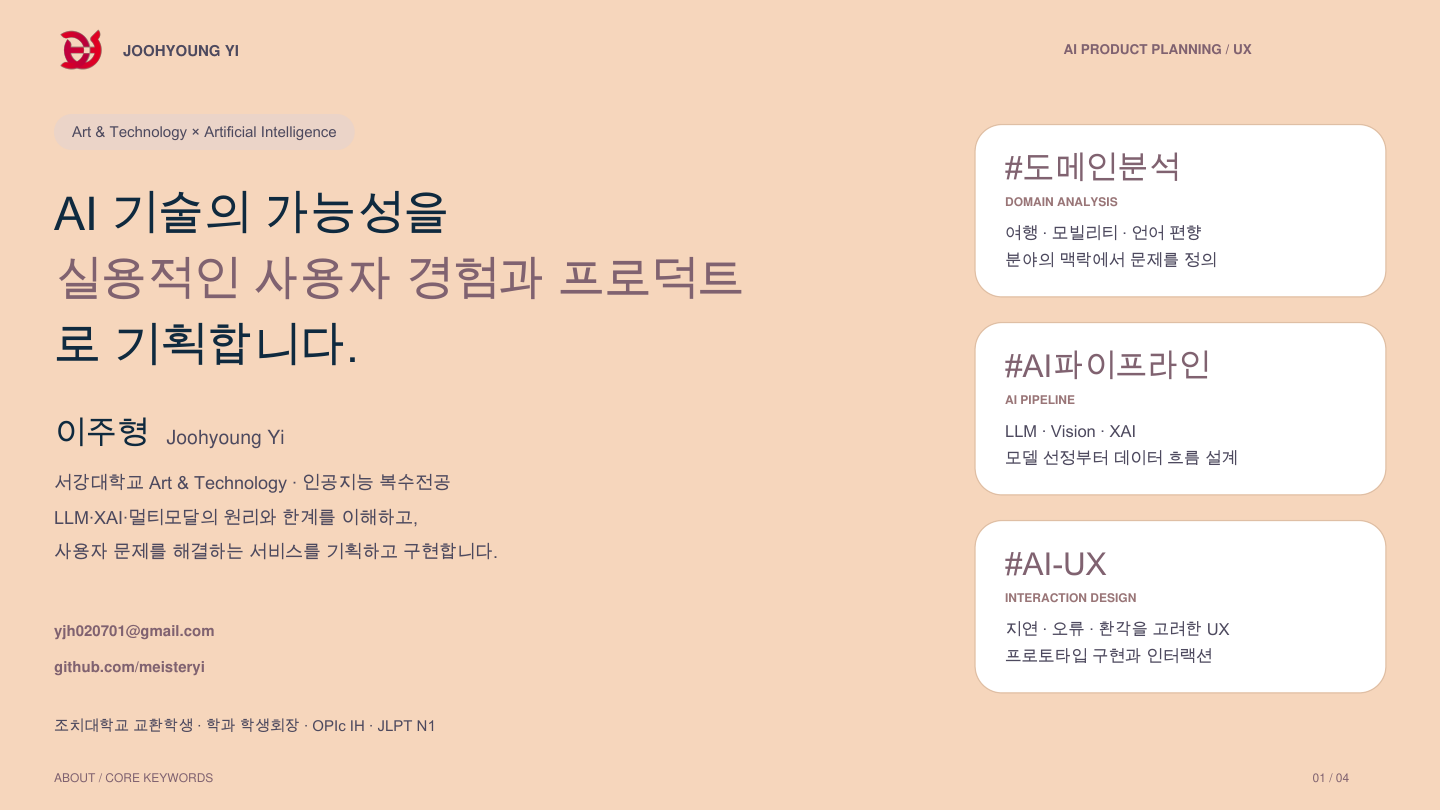 JOOHYOUNG YI
AI PRODUCT PLANNING / UX
Art & Technology × Artificial Intelligence
AI 기술의 가능성을
실용적인 사용자 경험과 프로덕트
로 기획합니다.
이주형 Joohyoung Yi
서강대학교 Art & Technology · 인공지능 복수전공
LLM·XAI·멀티모달의 원리와 한계를 이해하고,
사용자 문제를 해결하는 서비스를 기획하고 구현합니다.
yjh020701@gmail.com
github.com/meisteryi
조치대학교 교환학생 · 학과 학생회장 · OPIc IH · JLPT N1
#도메인분석
DOMAIN ANALYSIS
여행 · 모빌리티 · 언어 편향
분야의 맥락에서 문제를 정의
#AI파이프라인
AI PIPELINE
LLM · Vision · XAI
모델 선정부터 데이터 흐름 설계
#AI-UX
INTERACTION DESIGN
지연 · 오류 · 환각을 고려한 UX
프로토타입 구현과 인터랙션
ABOUT / CORE KEYWORDS
01 / 04